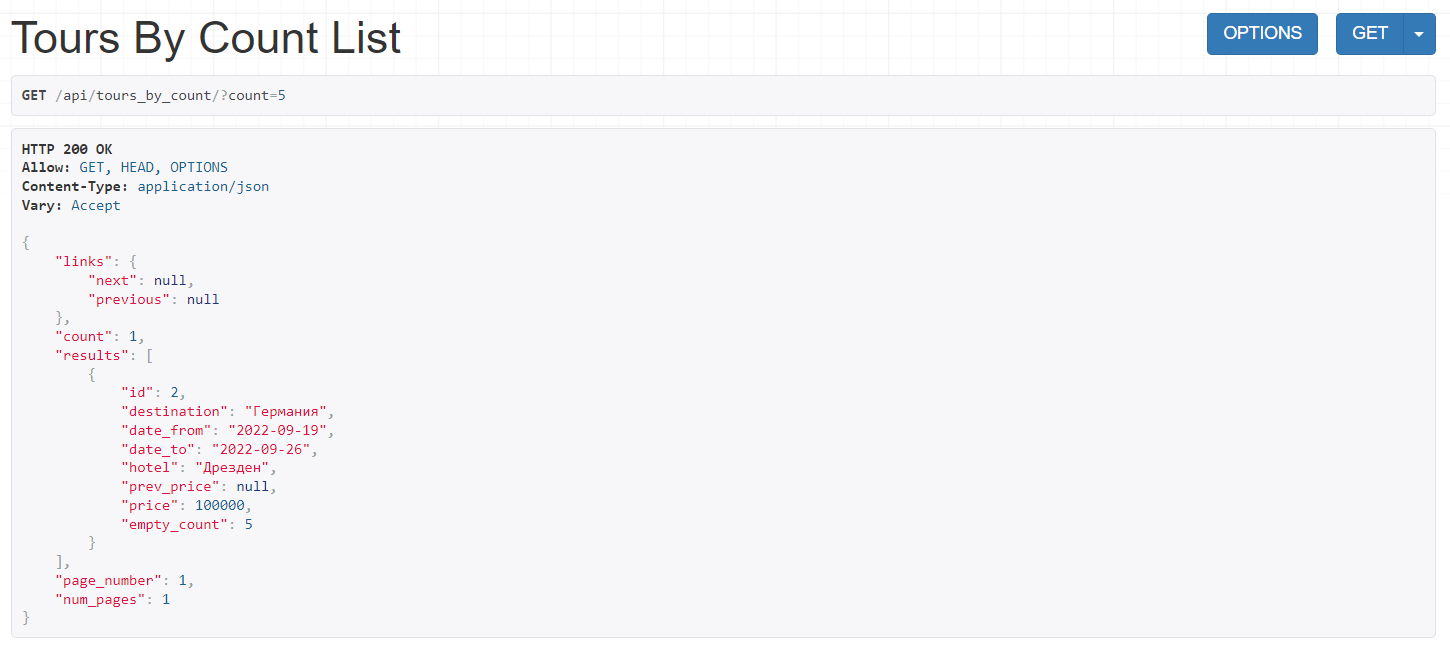 Tours By Count List
OPTIONS
GET
GET /api/tours_by_count/?count=5
HTTP 200 OK
Allow: GET, HEAD, OPTIONS
Content-Type: application/json
Vary: Accept
{
    "links": {
        "next": null,
        "previous": null
    },
    "count": 1,
    "results": [
        {
            "id": 2,
            "destination": "Германия",
            "date_from": "2022-09-19",
            "date_to": "2022-09-26",
            "hotel": "Дрезден",
            "prev_price": null,
            "price": 100000,
            "empty_count": 5
        }
    ],
    "page_number": 1,
    "num_pages": 1
}